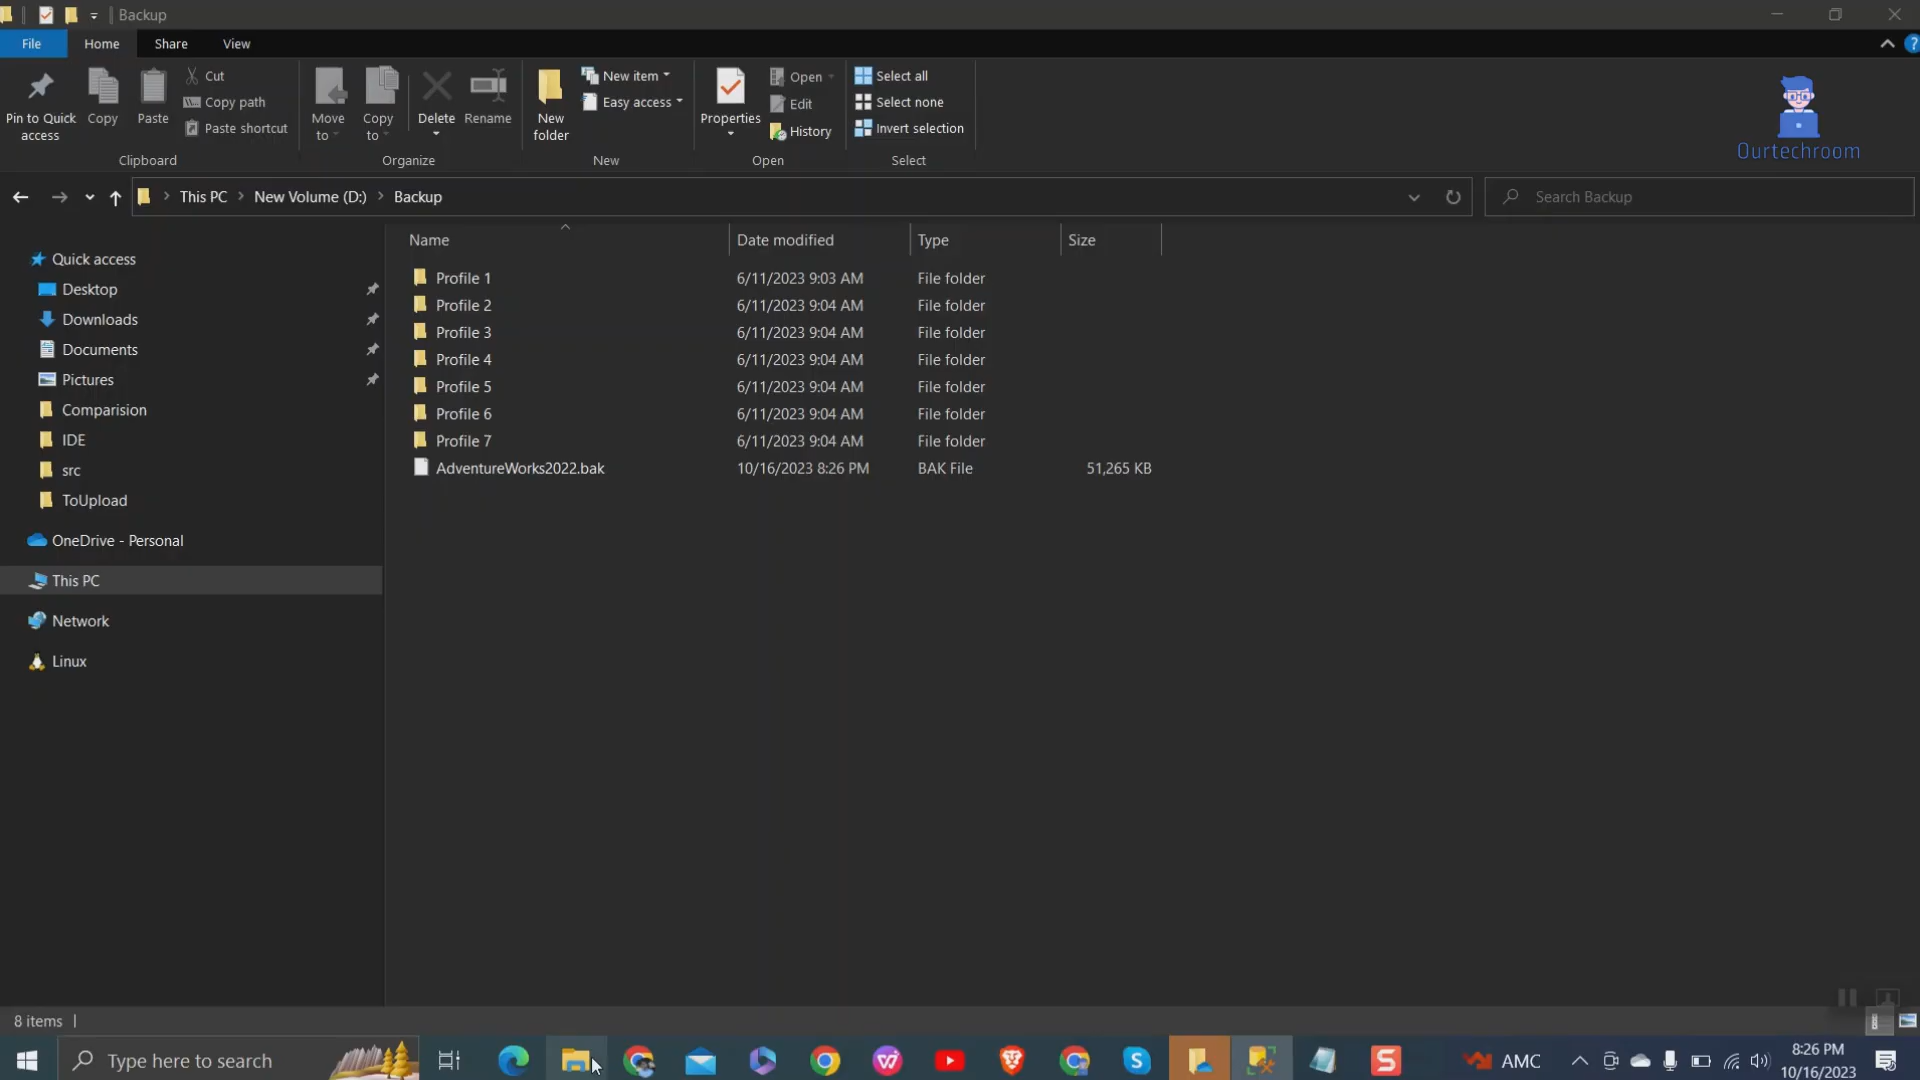 Backup
File Home Share View
Pin to Quick access
Copy
Paste
Cut
Copy path
Paste shortcut
Clipboard
Move to
Copy to
Delete
Rename
Organize
New folder
New item
Easy access
New
Properties
Open
Edit
History
Open
Select all
Select none
Invert selection
Select
Ourtechroom
This PC > New Volume (D:) > Backup
Search Backup
Quick access
Desktop
Downloads
Documents
Pictures
Comparision
IDE
src
ToUpload
OneDrive - Personal
This PC
Network
Linux
Name Date modified Type Size
Profile 1 6/11/2023 9:03 AM File folder
Profile 2 6/11/2023 9:04 AM File folder
Profile 3 6/11/2023 9:04 AM File folder
Profile 4 6/11/2023 9:04 AM File folder
Profile 5 6/11/2023 9:04 AM File folder
Profile 6 6/11/2023 9:04 AM File folder
Profile 7 6/11/2023 9:04 AM File folder
AdventureWorks2022.bak 10/16/2023 8:26 PM BAK File 51,265 KB
8 items
Type here to search
AMC
8:26 PM
10/16/2023